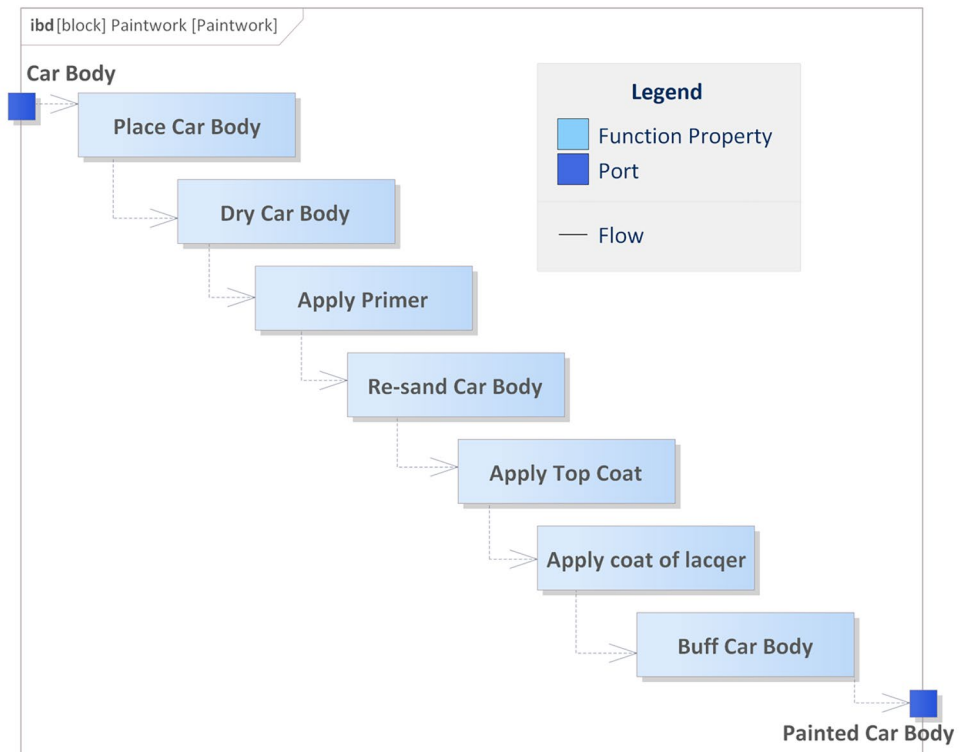 ibd [block] Paintwork [Paintwork]
Car Body
Legend
Place Car Body
Function Property
Port
Dry Car Body
Flow
Apply Primer
Re-sand Car Body
Apply Top Coat
Apply coat of lacqer
Buff Car Body
Painted Car Body